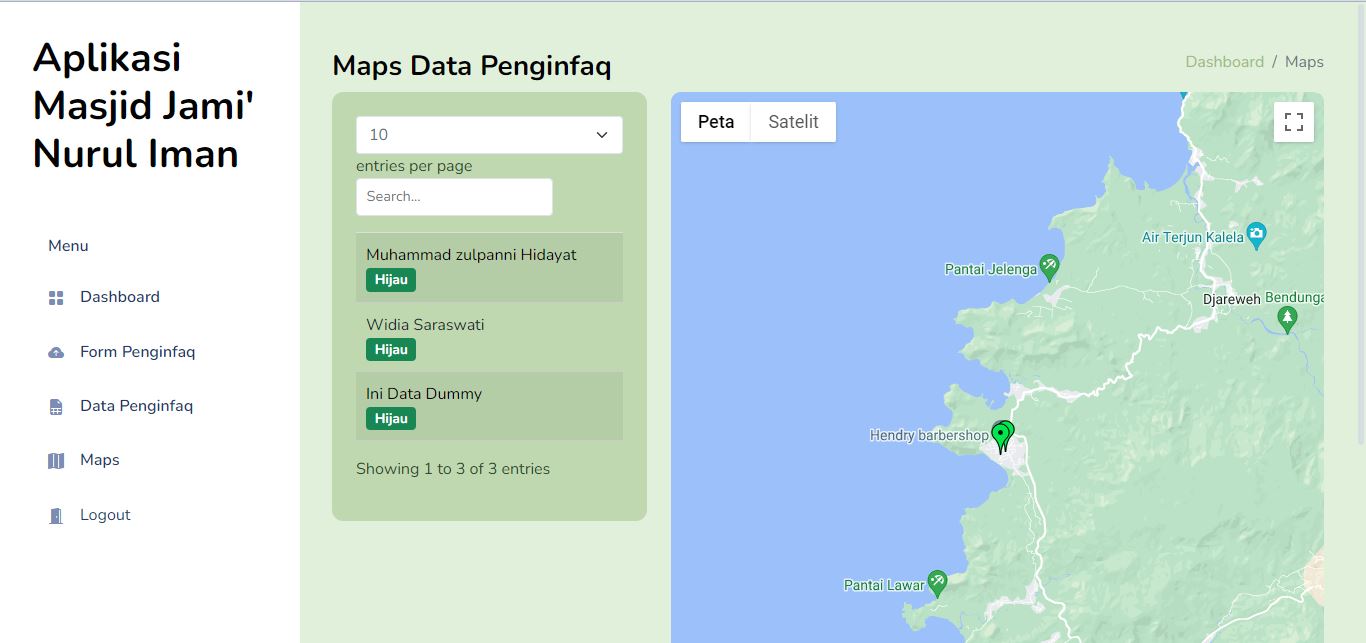 Aplikasi
Masjid Jami'
Nurul Iman
Menu
Dashboard
Form Penginfaq
Data Penginfaq
Maps
Logout
Maps Data Penginfaq
Dashboard / Maps
10
entries per page
Search...
Muhammad zulpanni Hidayat
Hijau
Widia Saraswati
Hijau
Ini Data Dummy
Hijau
Showing 1 to 3 of 3 entries
Peta Satelit
Air Terjun Kalela
Pantai Jelenga
Djareweh Bendunga
Hendry barbershop
Pantai Lawar